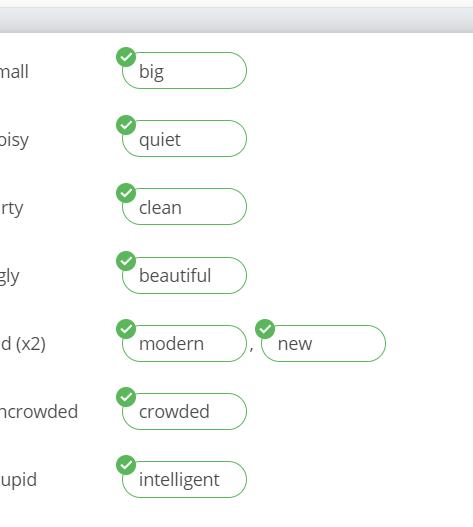 mall big
oisy quiet
rty clean
gly beautiful
d (x2) modern , new
ncrowded crowded
upid intelligent